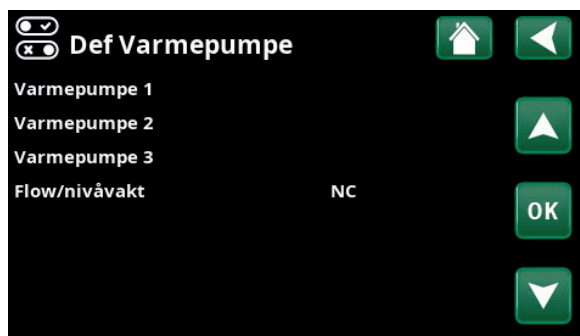 Def Varmepumpe
Varmepumpe 1
Varmepumpe 2
Varmepumpe 3
Flow/nivåvakt NC
OK